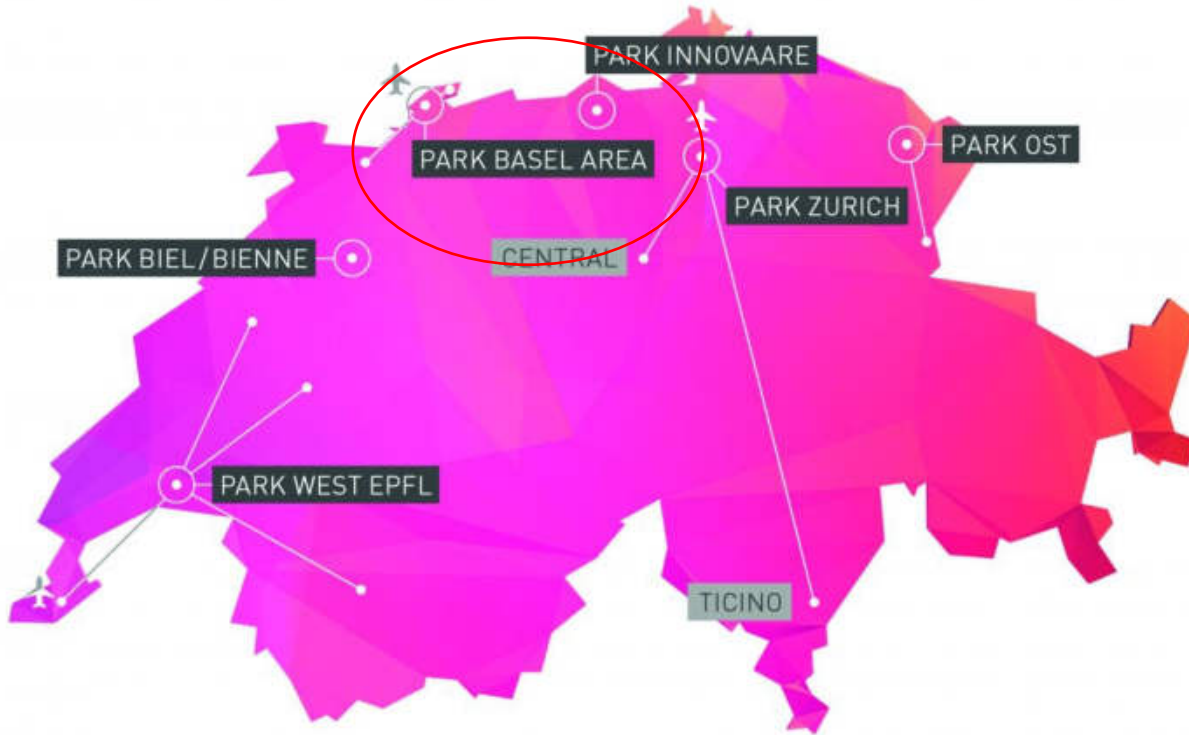 PARK INNOVAARE
PARK BASEL AREA
PARK OST
PARK ZURICH
PARK BIEL/BIENNE
CENTRAL
PARK WEST EPFL
TICINO